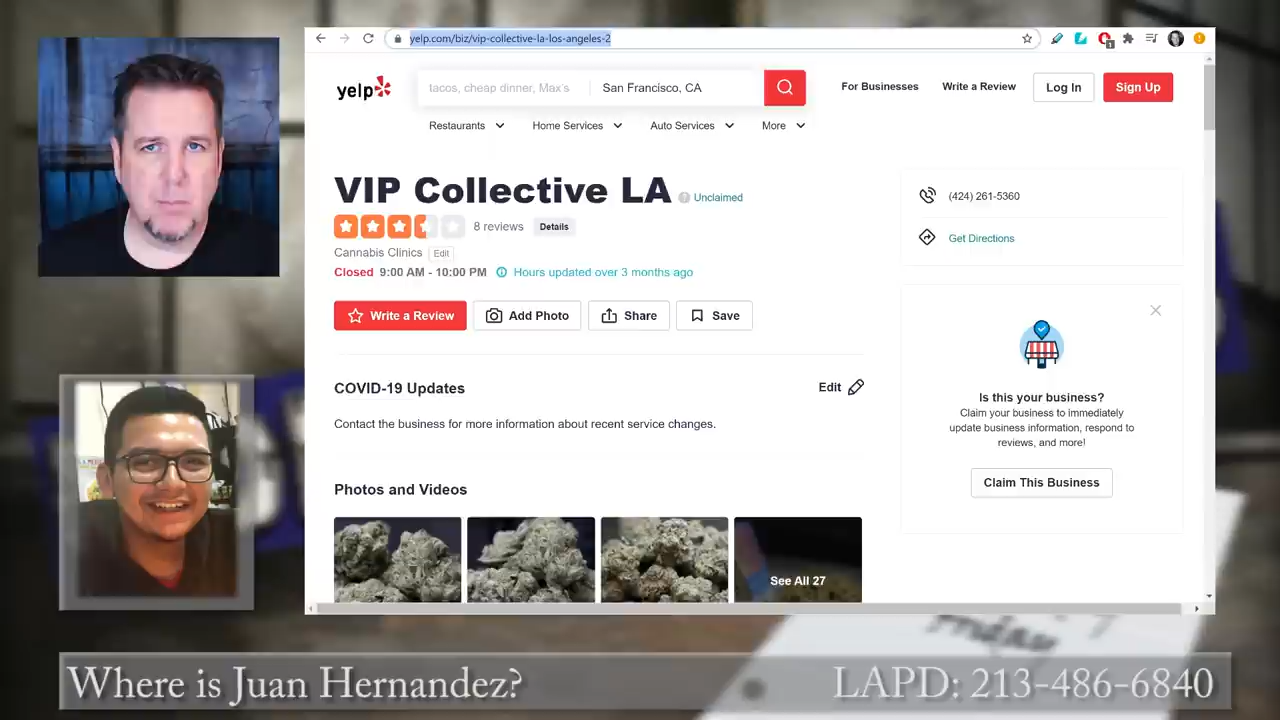 yelp.com/biz/vip-collective-la-los-angeles-2
yelp
tacos, cheap dinner, Max's
San Francisco, CA
For Businesses
Write a Review
Log In
Sign Up
Restaurants
Home Services
Auto Services
More
VIP Collective LA
Unclaimed
8 reviews
Details
Cannabis Clinics
Edit
Closed 9:00 AM - 10:00 PM
Hours updated over 3 months ago
Write a Review
Add Photo
Share
Save
(424) 261-5360
Get Directions
COVID-19 Updates
Edit
Contact the business for more information about recent service changes.
Is this your business?
Claim your business to immediately
update business information, respond to
reviews, and more!
Claim This Business
Photos and Videos
See All 27
Friday
Where is Juan Hernandez?
LAPD: 213-486-6840